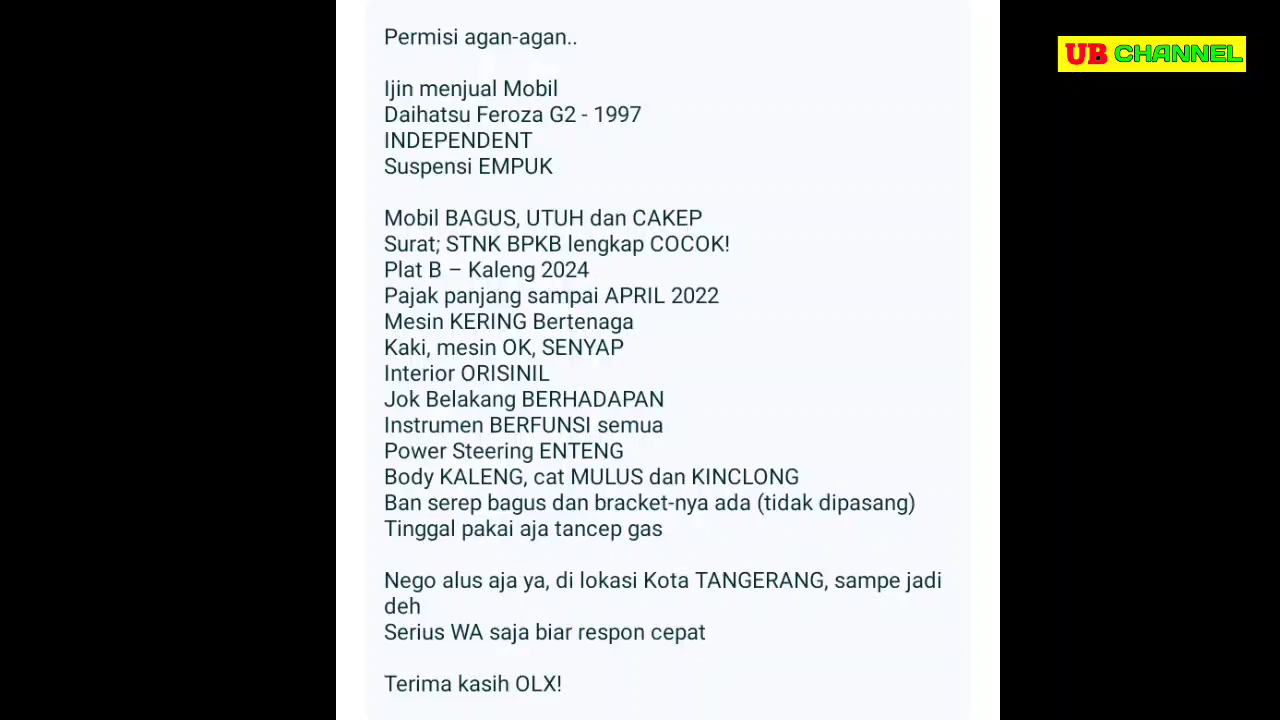 Permisi agan-agan..
UB CHANNEL
Ijin menjual Mobil
Daihatsu Feroza G2 - 1997
INDEPENDENT
Suspensi EMPUK
Mobil BAGUS, UTUH dan CAKEP
Surat; STNK BPKB lengkap COCOK!
Plat B – Kaleng 2024
Pajak panjang sampai APRIL 2022
Mesin KERING Bertenaga
Kaki, mesin OK, SENYAP
Interior ORISINIL
Jok Belakang BERHADAPAN
Instrumen BERFUNSI semua
Power Steering ENTENG
Body KALENG, cat MULUS dan KINCLONG
Ban serep bagus dan bracket-nya ada (tidak dipasang)
Tinggal pakai aja tancep gas
Nego alus aja ya, di lokasi Kota TANGERANG, sampe jadi
deh
Serius WA saja biar respon cepat
Terima kasih OLX!